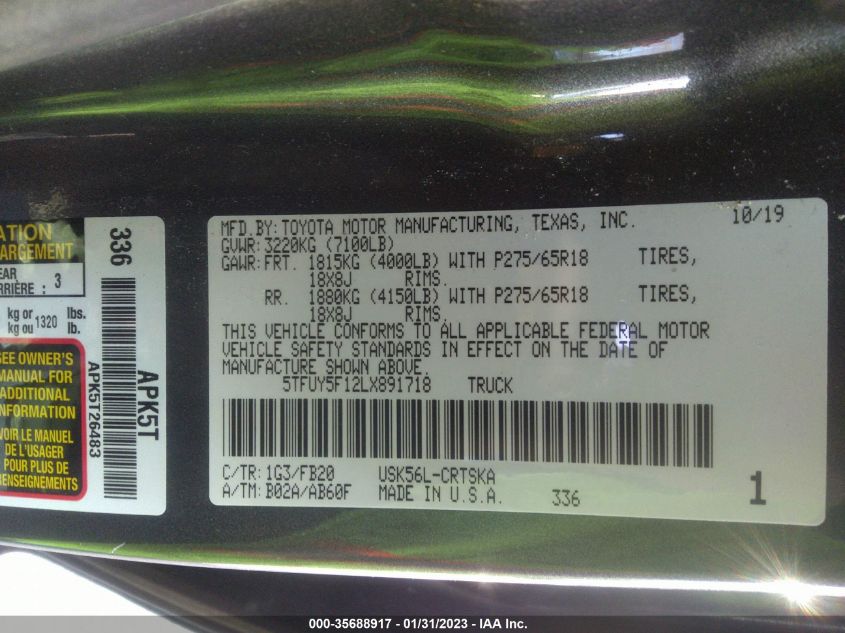 ATION
ARGEMENT
EAR
RRIÈRE : 3
kg or 1320 lbs.
kg ou lb.
SEE OWNER'S
MANUAL FOR
ADDITIONAL
INFORMATION
VOIR LE MANUEL
DE L'USAGER
POUR PLUS DE
RENSEIGNEMENTS
336
APK5T
APK5T26483
MFD.BY:TOYOTA MOTOR MANUFACTURING, TEXAS, INC. 10/19
GVWR:3220KG (7100LB)
GAWR:FRT. 1815KG (4000LB) WITH P275/65R18 TIRES,
18X8J RIMS.
RR. 1880KG (4150LB) WITH P275/65R18 TIRES,
18X8J RIMS.
THIS VEHICLE CONFORMS TO ALL APPLICABLE FEDERAL MOTOR
VEHICLE SAFETY STANDARDS IN EFFECT ON THE DATE OF
MANUFACTURE SHOWN ABOVE.
5TFUY5F12LX891718 TRUCK
C/TR:1G3/FB20 USK56L-CRTSKA
A/TM:B02A/AB60F MADE IN U.S.A. 336 1
000-35688917 - 01/31/2023 - IAA Inc.